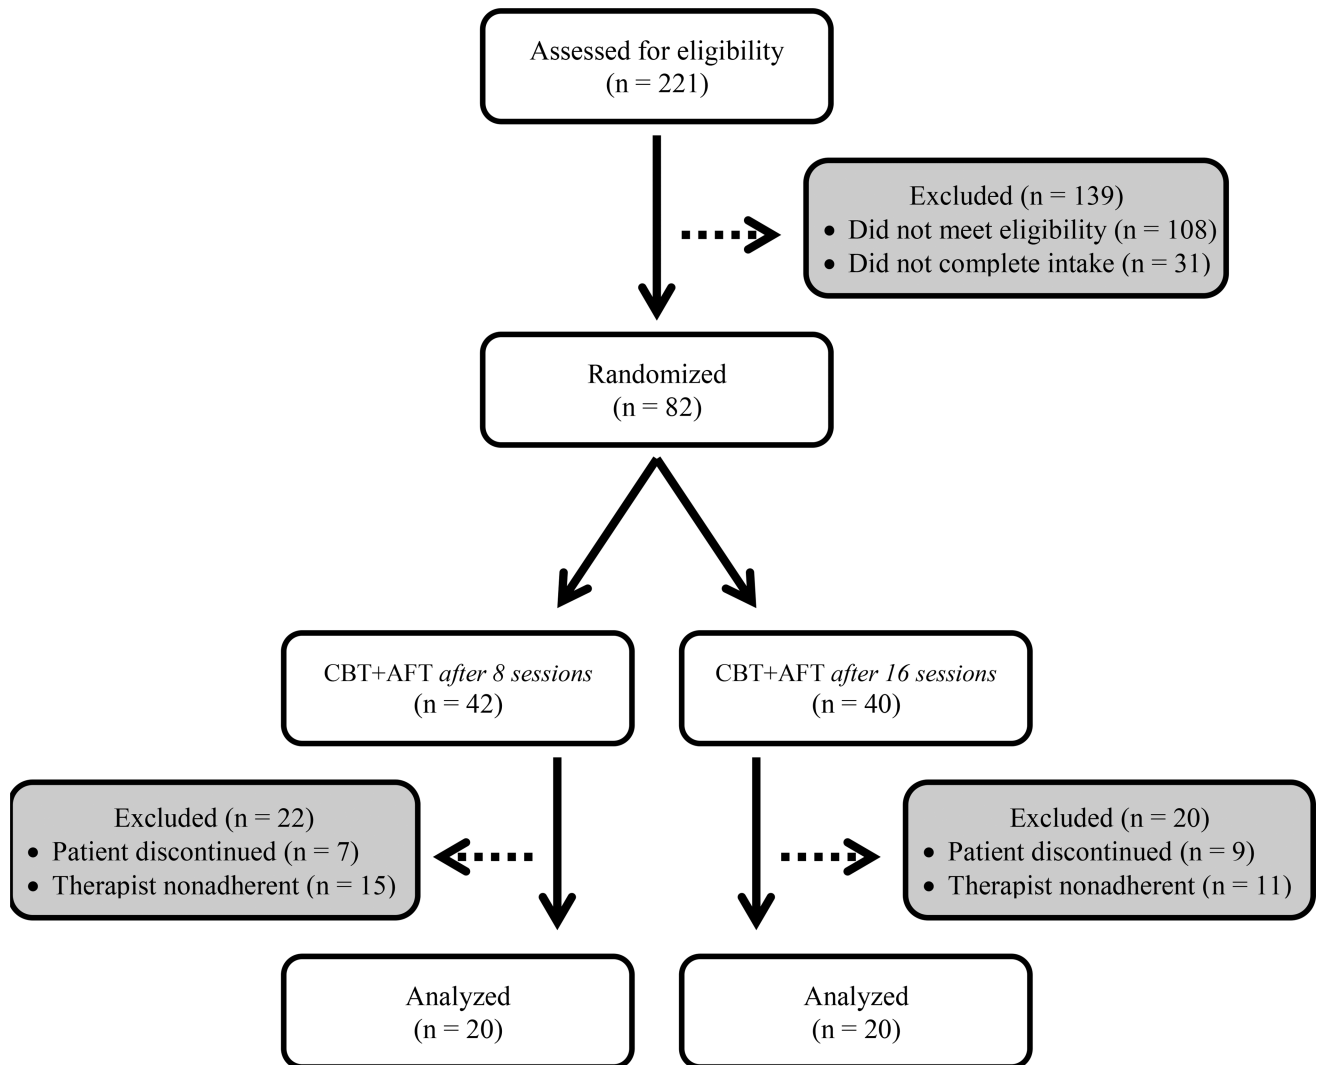 Assessed for eligibility
(n = 221)
Excluded (n = 139)
• Did not meet eligibility (n = 108)
• Did not complete intake (n = 31)
Randomized
(n = 82)
CBT+AFT after 8 sessions
(n = 42)
CBT+AFT after 16 sessions
(n = 40)
Excluded (n = 22)
• Patient discontinued (n = 7)
• Therapist nonadherent (n = 15)
Excluded (n = 20)
• Patient discontinued (n = 9)
• Therapist nonadherent (n = 11)
Analyzed
(n = 20)
Analyzed
(n = 20)